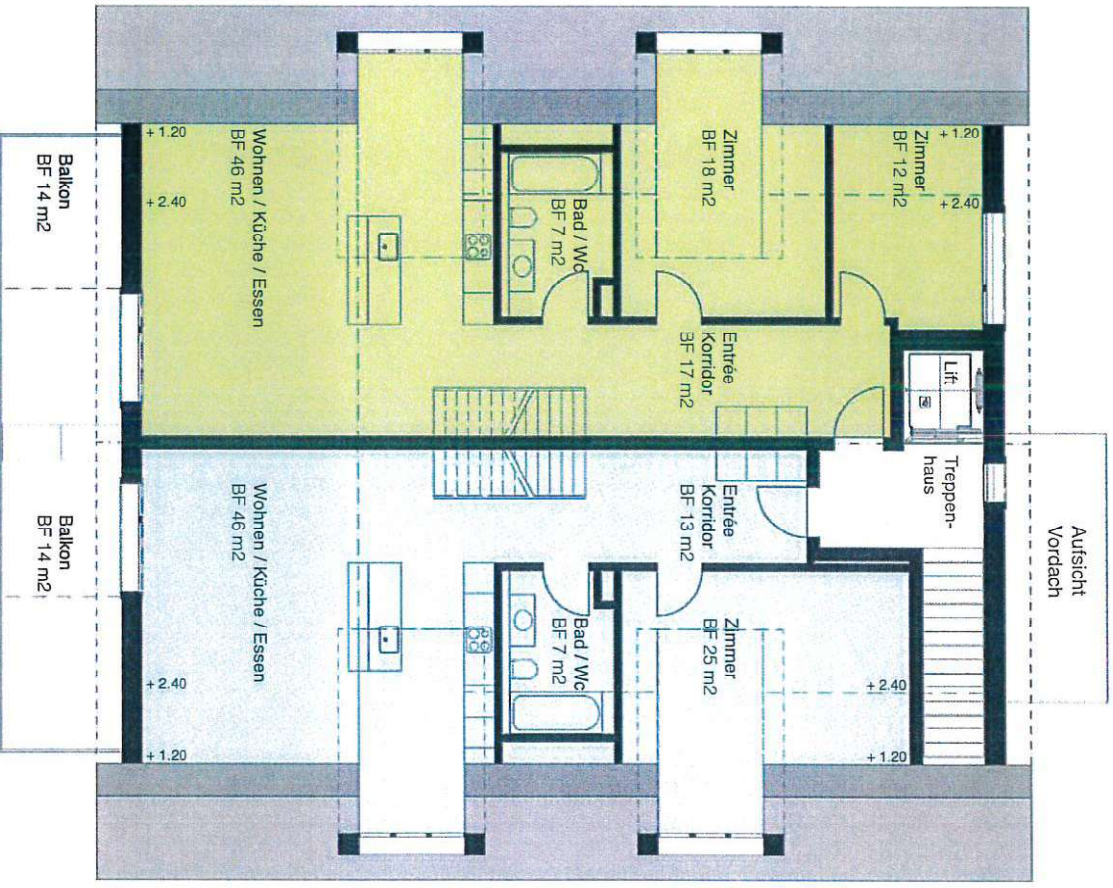 Aufsicht
Vordach
Treppen-
haus
Lift
+ 1.20
Zimmer
BF 12 m2
+ 2.40
Zimmer
BF 18 m2
Entrée
Korridor
BF 17 m2
Bad / Wc
BF 7 m2
+ 1.20
Wohnen / Küche / Essen
BF 46 m2
+ 2.40
Balkon
BF 14 m2
Entrée
Korridor
BF 13 m2
Zimmer
BF 25 m2
+ 2.40
+ 1.20
Bad / Wc
BF 7 m2
Wohnen / Küche / Essen
BF 46 m2
+ 2.40
+ 1.20
Balkon
BF 14 m2